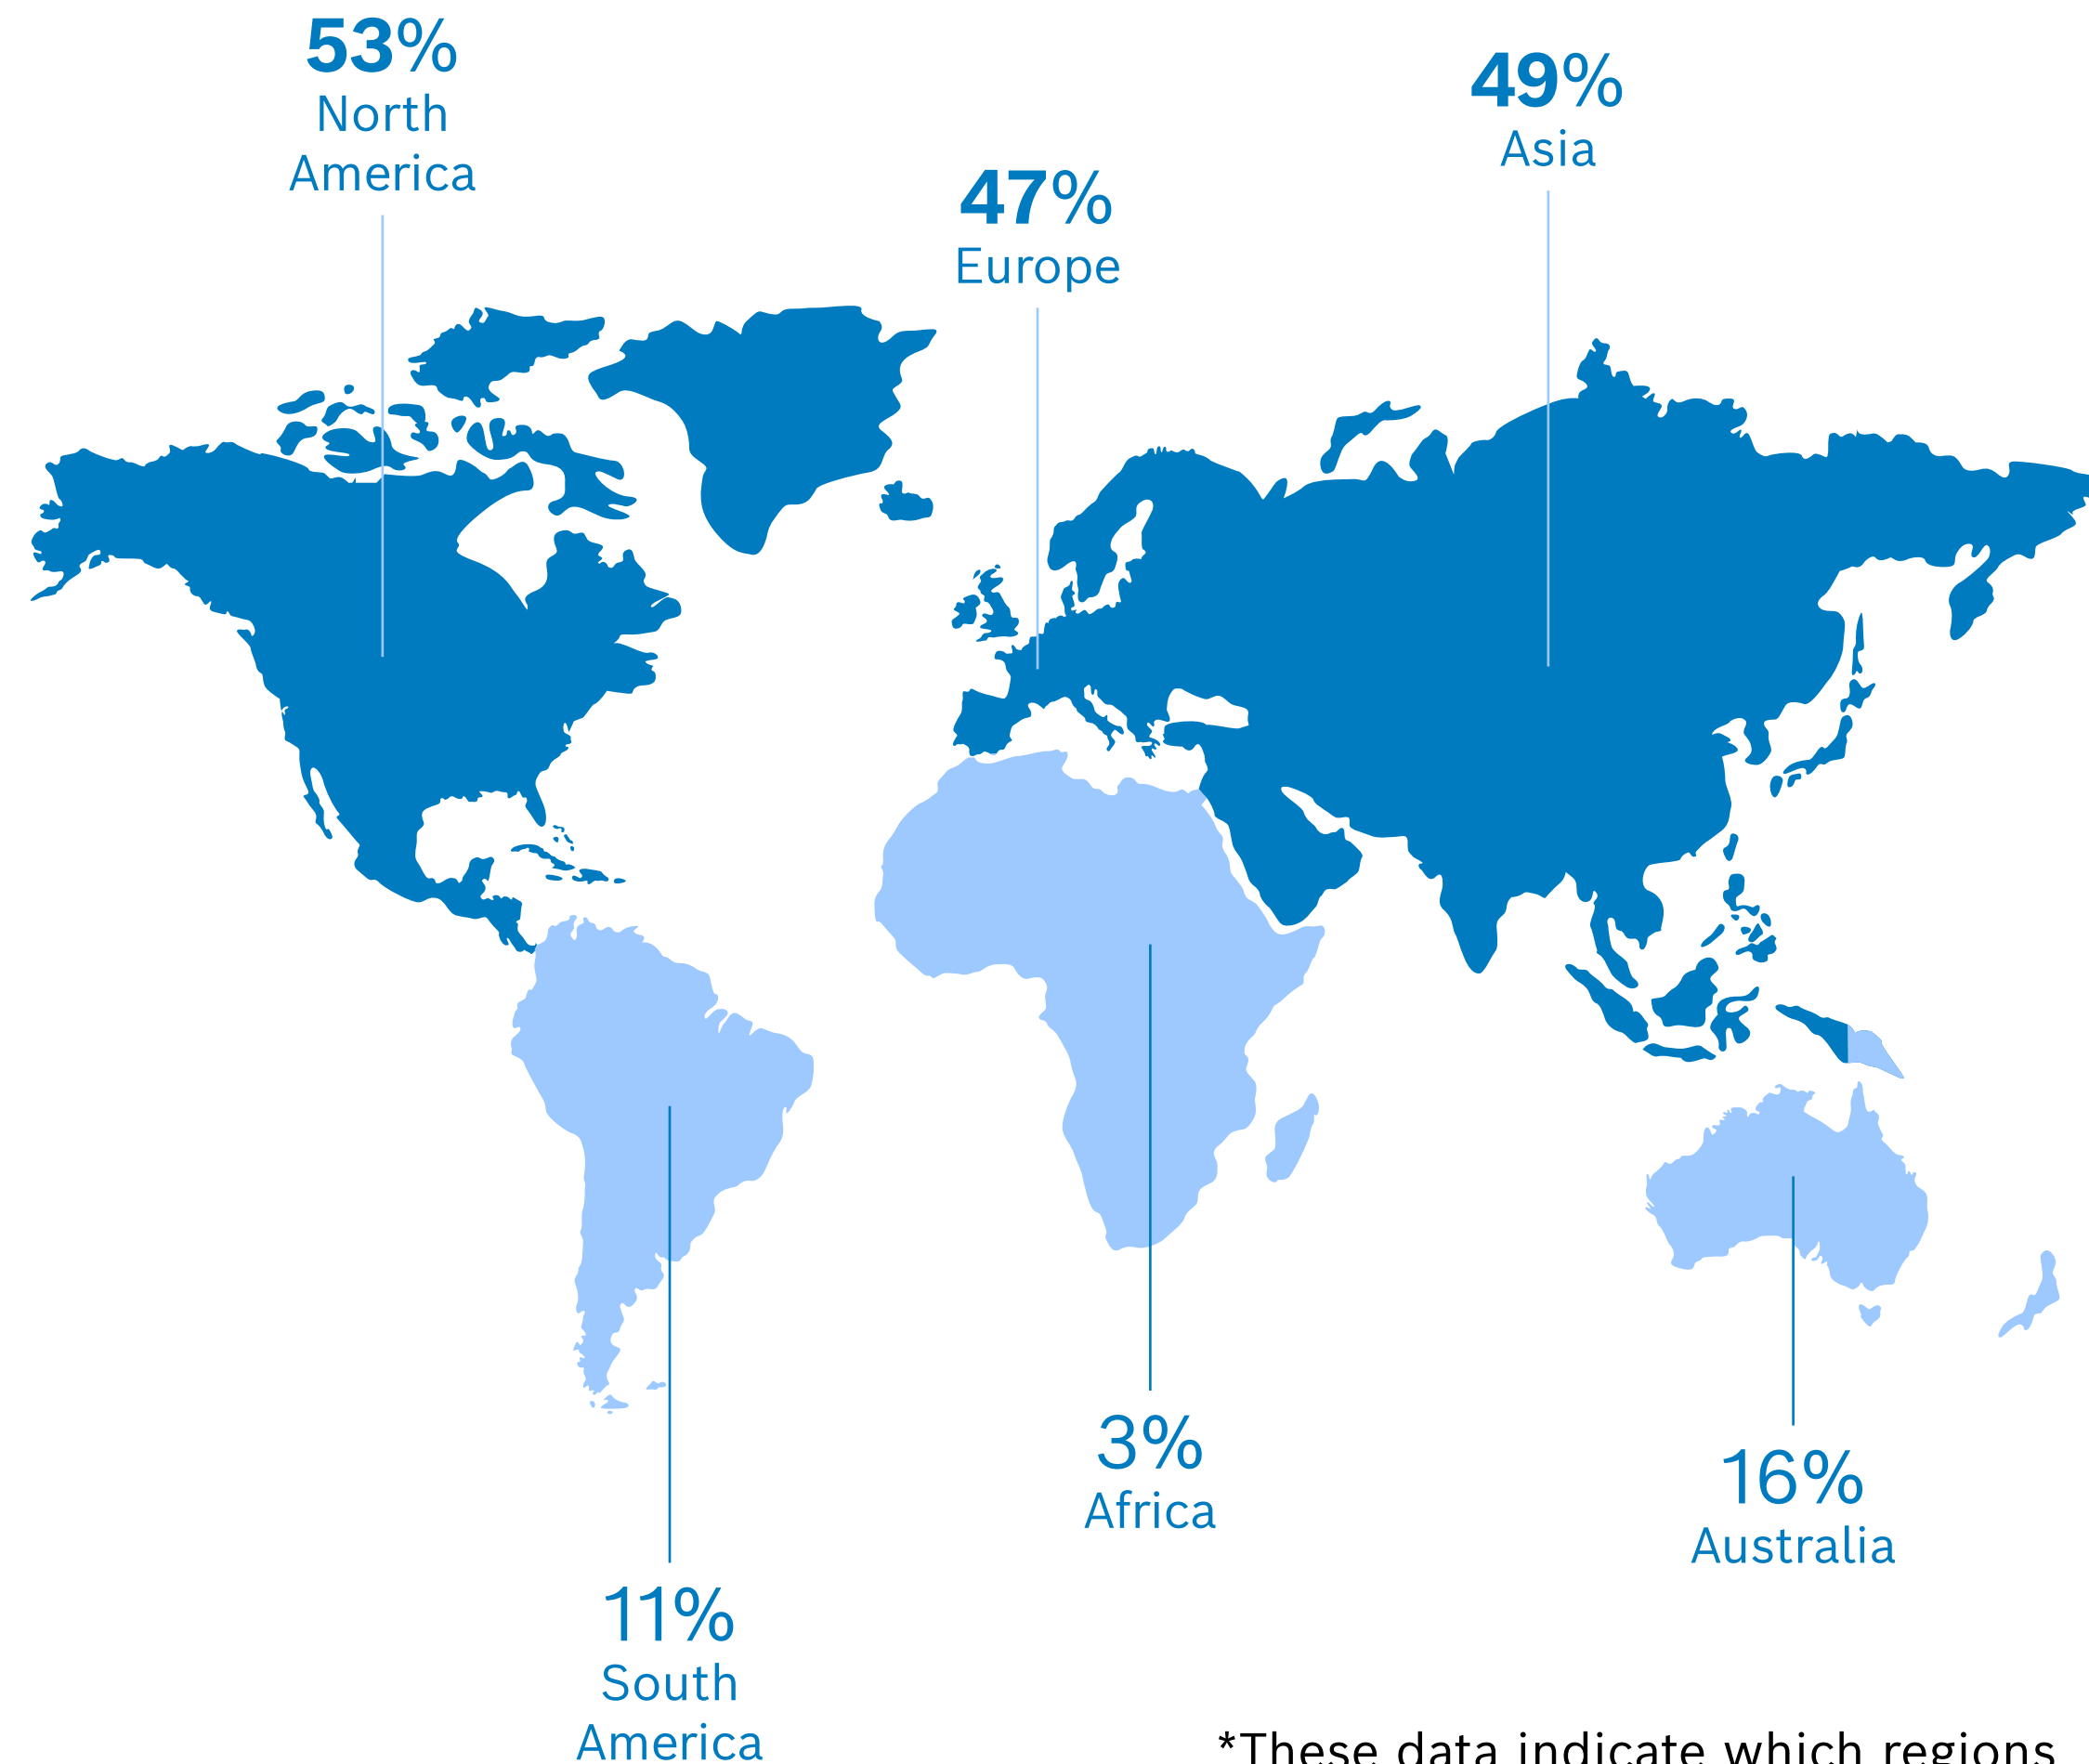 53%
North
America
49%
Asia
47%
Europe
3%
Africa
16%
Australia
11%
South
America
*These data indicate which regions